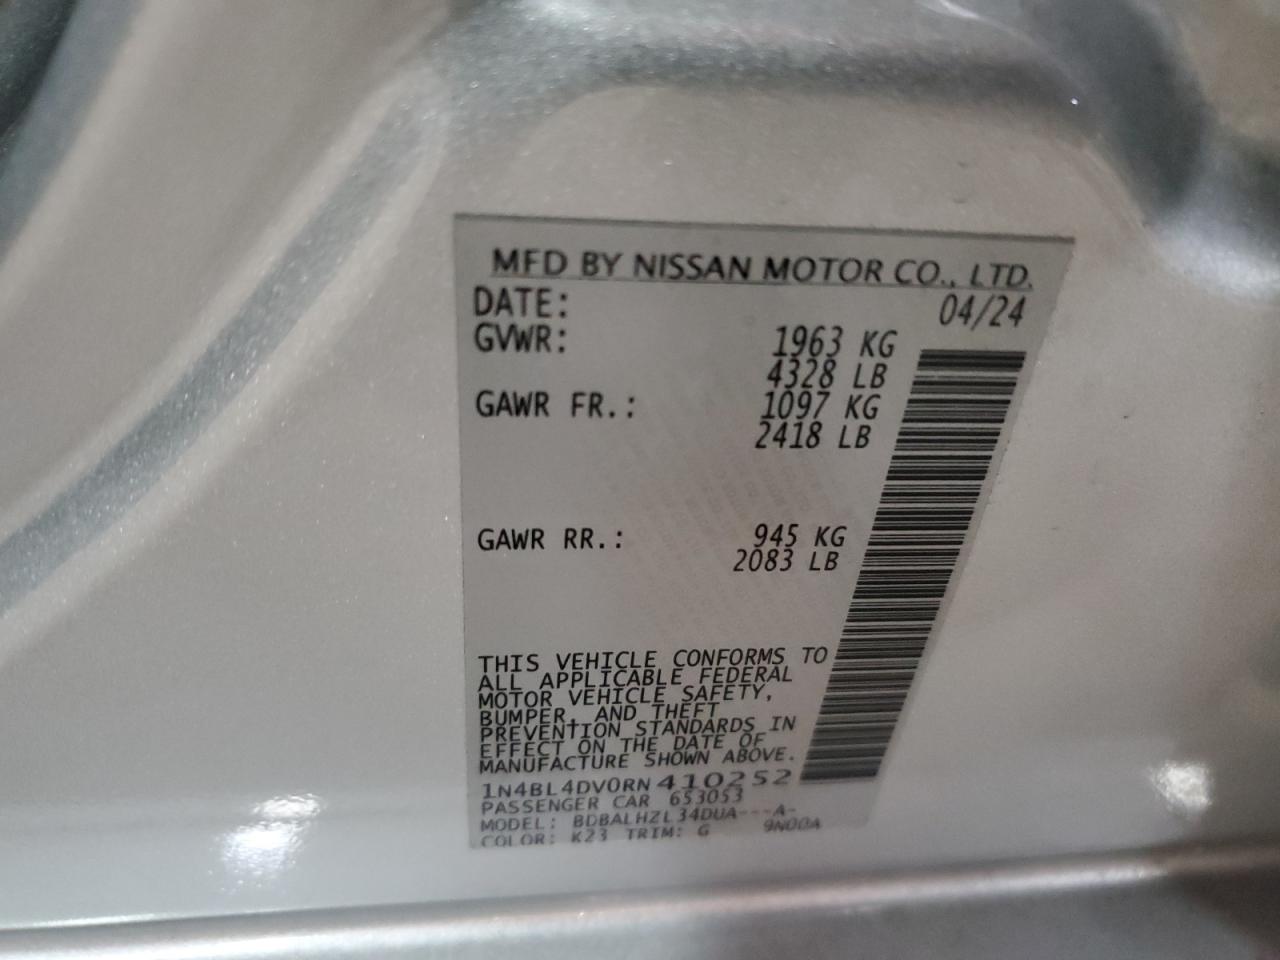 MFD BY NISSAN MOTOR CO., LTD.
DATE: 04/24
GVWR: 1963 KG
4328 LB
GAWR FR.: 1097 KG
2418 LB
GAWR RR.: 945 KG
2083 LB
THIS VEHICLE CONFORMS TO
ALL APPLICABLE FEDERAL
MOTOR VEHICLE SAFETY,
BUMPER, AND THEFT
PREVENTION STANDARDS IN
EFFECT ON THE DATE OF
MANUFACTURE SHOWN ABOVE.
1N4BL4DV0RN410252
PASSENGER CAR 653053
MODEL: BDBALHZL34DUA---A-
COLOR: K23 TRIM: G 9N00A